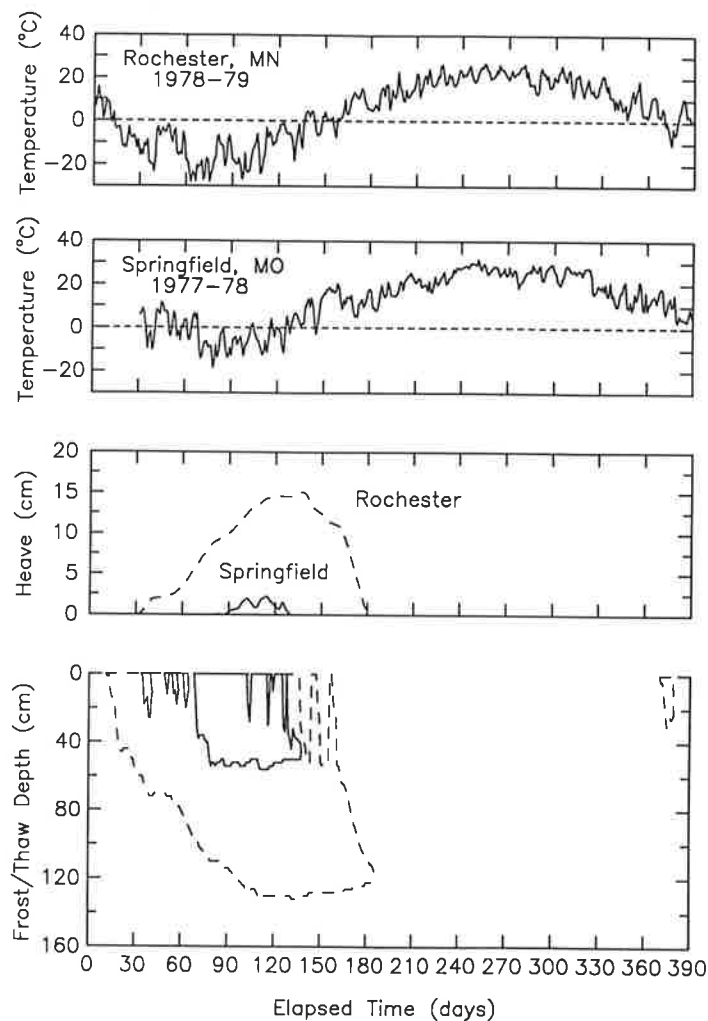 Temperature (°C)
40
20
0
-20
Rochester, MN
1978-79
Temperature (°C)
40
20
0
-20
Springfield, MO
1977-78
Heave (cm)
20
15
10
5
0
Rochester
Springfield
Frost/Thaw Depth (cm)
0
40
80
120
160
0 30 60 90 120 150 180 210 240 270 300 330 360 390
Elapsed Time (days)